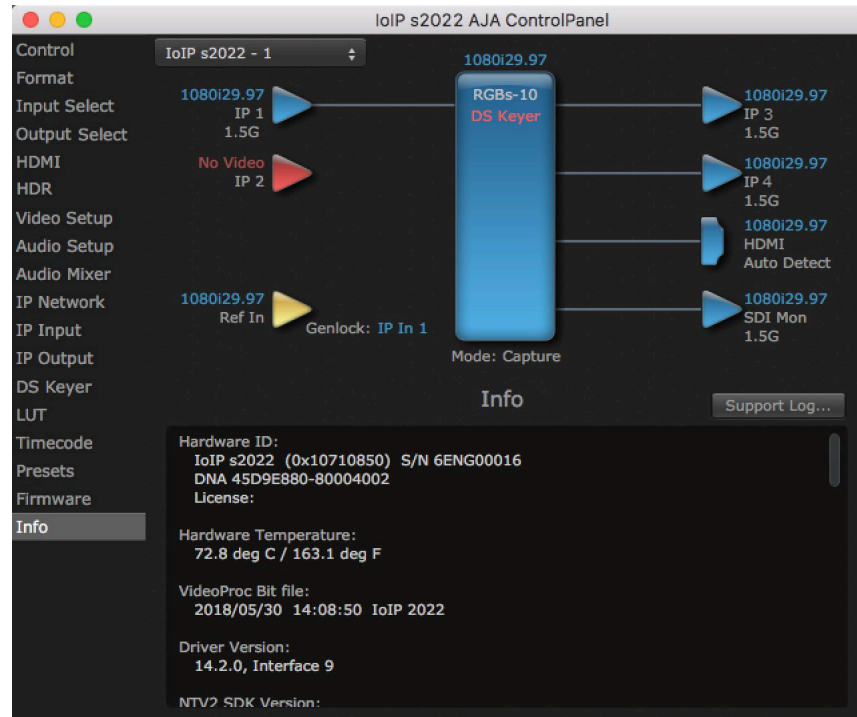 IoIP s2022 AJA ControlPanel
Control
Format
Input Select
Output Select
HDMI
HDR
Video Setup
Audio Setup
Audio Mixer
IP Network
IP Input
IP Output
DS Keyer
LUT
Timecode
Presets
Firmware
Info
IoIP s2022 - 1
1080i29.97
IP 1
1.5G
No Video
IP 2
1080i29.97
Ref In
Genlock: IP In 1
1080i29.97
RGBs-10
DS Keyer
Mode: Capture
1080i29.97
IP 3
1.5G
1080i29.97
IP 4
1.5G
1080i29.97
HDMI
Auto Detect
1080i29.97
SDI Mon
1.5G
Info
Support Log...
Hardware ID:
IoIP s2022 (0x10710850) S/N 6ENG00016
DNA 45D9E880-80004002
License:
Hardware Temperature:
72.8 deg C / 163.1 deg F
VideoProc Bit file:
2018/05/30 14:08:50 IoIP 2022
Driver Version:
14.2.0, Interface 9
NTV2 SDK Version: